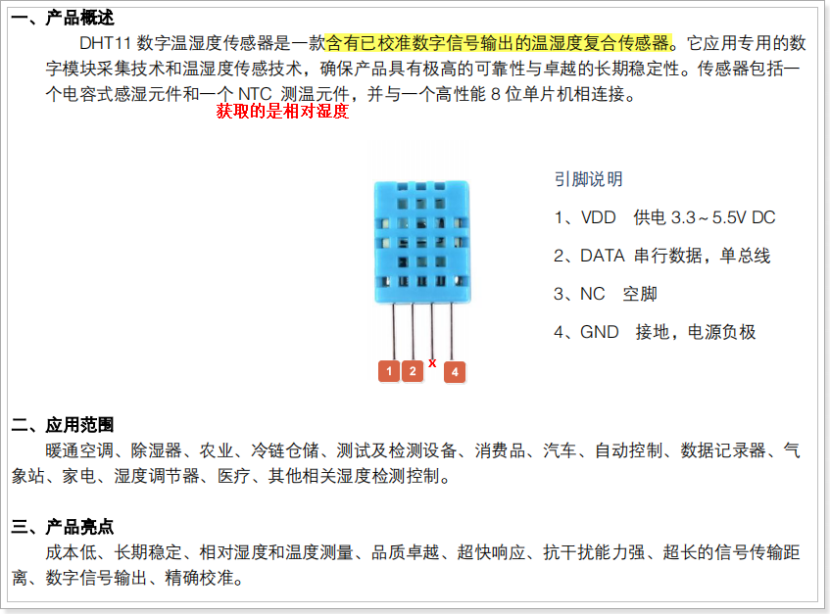 一、产品概述
DHT11 数字温湿度传感器是一款含有已校准数字信号输出的温湿度复合传感器。它应用专用的数
字模块采集技术和温湿度传感技术，确保产品具有极高的可靠性与卓越的长期稳定性。传感器包括一
个电容式感湿元件和一个 NTC 测温元件，并与一个高性能 8 位单片机相连接。
获取的是相对湿度
引脚说明
1、VDD 供电 3.3～5.5V DC
2、DATA 串行数据，单总线
3、NC 空脚
4、GND 接地，电源负极
1 2 x 4
二、应用范围
暖通空调、除湿器、农业、冷链仓储、测试及检测设备、消费品、汽车、自动控制、数据记录器、气
象站、家电、湿度调节器、医疗、其他相关湿度检测控制。
三、产品亮点
成本低、长期稳定、相对湿度和温度测量、品质卓越、超快响应、抗干扰能力强、超长的信号传输距
离、数字信号输出、精确校准。